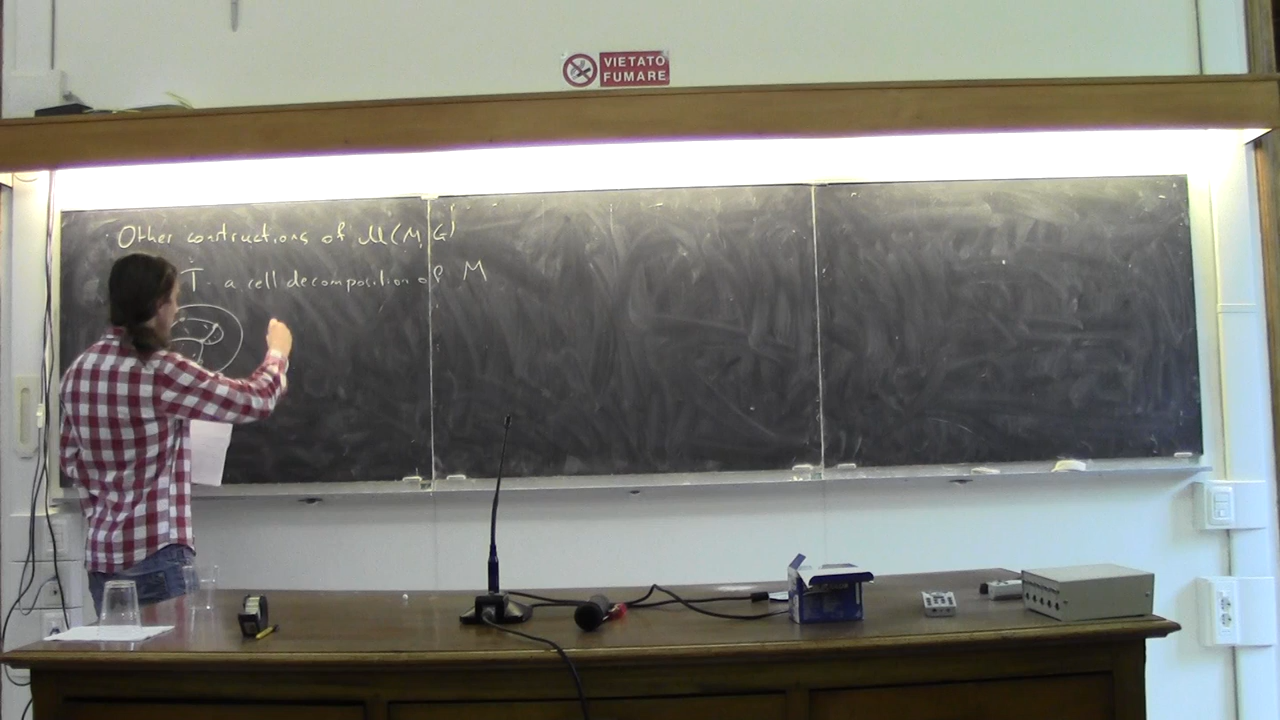 VIETATO
FUMARE
Other constructions of M(M, G)
T - a cell decomposition of M